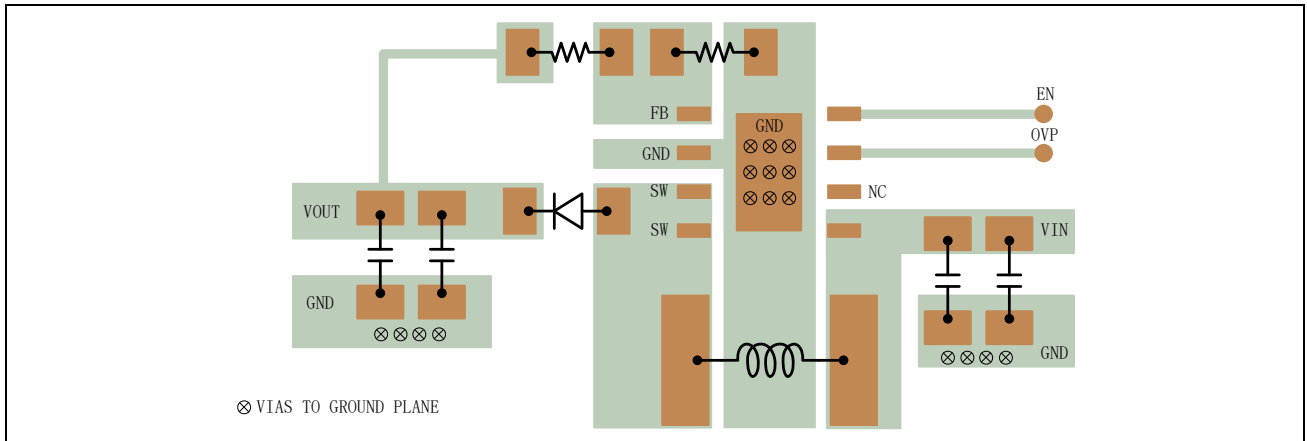 EN
FB
GND
OVP
GND
SW
NC
VOUT
SW
VIN
GND
GND
VIAS TO GROUND PLANE